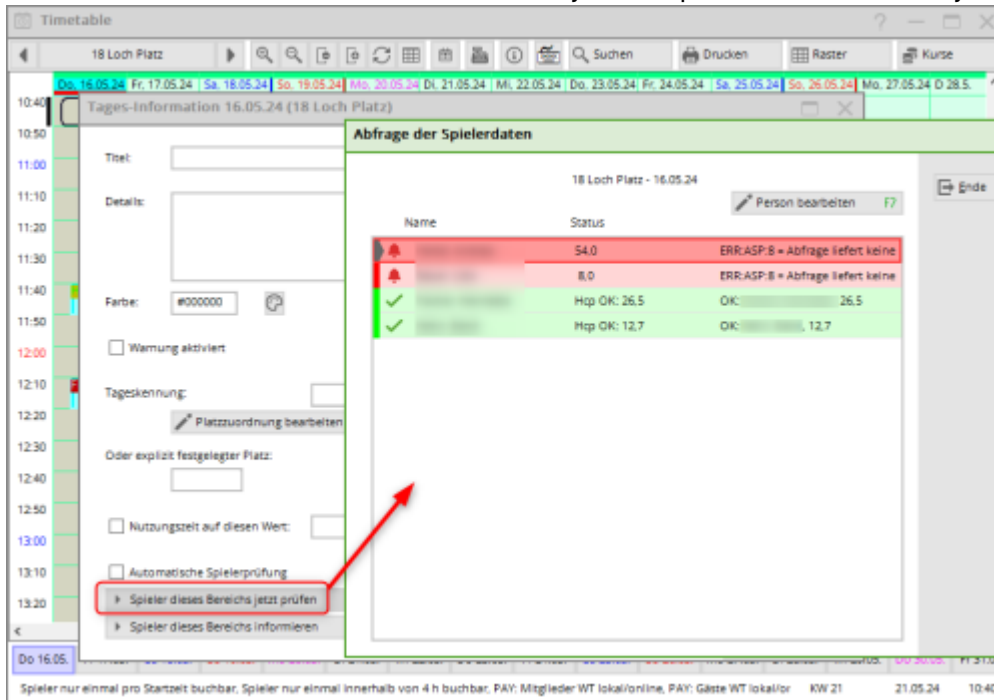 Timetable
18 Loch Platz Suchen Drucken Raster Kurse
Do. 16.05.24 Fr. 17.05.24 Sa. 18.05 So. 19.05.24 Mo. 20.05.24 Di. 21.05.24 Mi. 22.05.24 Do. 23.05.24 Fr. 24.05.24 Sa. 25.05.24 So. 26.05.24 Mo. 27.05.24 D 28.5.
10:40
Tages-Information 16.05.24 (18 Loch Platz)
10:50
Abfrage der Spielerdaten
11:00
Titel:
18 Loch Platz - 16.05.24
Ende
11:10
Details:
Person bearbeiten F7
11:20
Name Status
11:30
54,0 ERR:ASP:8 = Abfrage liefert keine
8,0 ERR:ASP:8 = Abfrage liefert keine
11:40
Farbe: #000000
Hcp OK: 26,5 OK: 26,5
11:50
Hcp OK: 12,7 OK: , 12,7
12:00
Warnung aktiviert
12:10
Tageskennung:
12:20
Platzzuordnung bearbeiten
12:30
Oder explizit festgelegter Platz:
12:40
12:50
Nutzungszeit auf diesen Wert:
13:00
13:10
Automatische Spielerprüfung
13:20
Spieler dieses Bereichs jetzt prüfen
Spieler dieses Bereichs informieren
Do 16.05.
Spieler nur einmal pro Startzeit buchbar, Spieler nur einmal innerhalb von 4 h buchbar, PAY: Mitglieder WT lokal/online, PAY: Gäste WT lokal/or KW 21 21.05.24 10:40